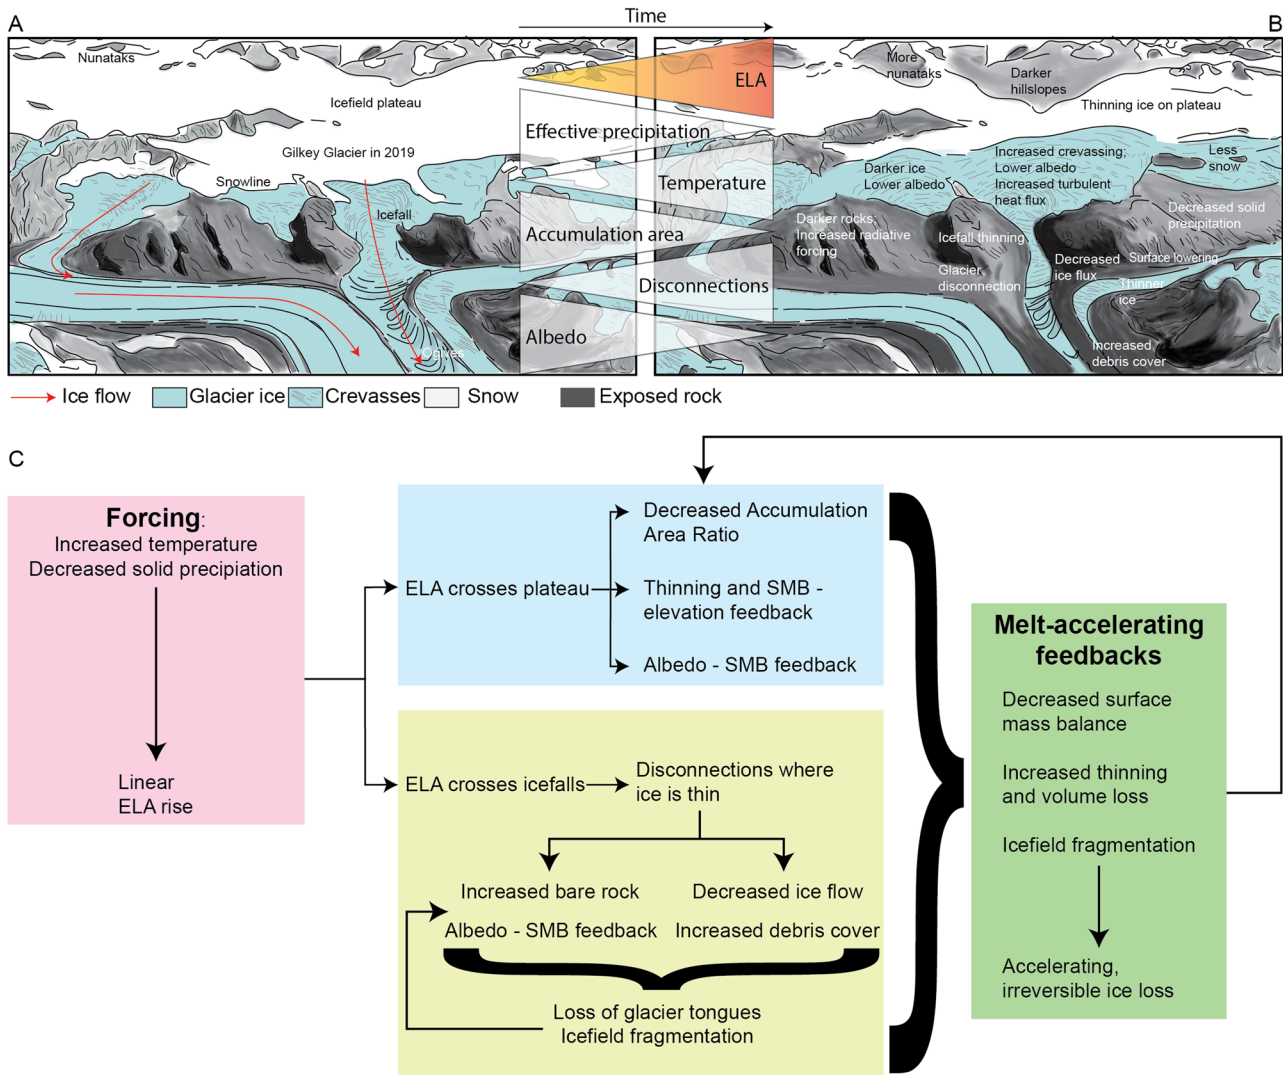 A
Time
B
Nunataks
Icefield plateau
Gilkey Glacier in 2019
Snowline
Icefall
Ogives
ELA
Effective precipitation
Temperature
Accumulation area
Disconnections
Albedo
More
nunataks
Darker
hillslopes
Thinning ice on plateau
Darker ice
Lower albedo
Increased crevassing;
Lower albedo
Increased turbulent
heat flux
Less
snow
Darker rocks;
Increased radiative
forcing
Icefall thinning
Glacier
disconnection
Decreased
ice flux
Decreased solid
precipitation
Surface lowering
Thinner
ice
Increased
debris cover
Ice flow
Glacier ice
Crevasses
Snow
Exposed rock
C
Forcing:
Increased temperature
Decreased solid precipiation
Linear
ELA rise
ELA crosses plateau
Decreased Accumulation
Area Ratio
Thinning and SMB -
elevation feedback
Albedo - SMB feedback
ELA crosses icefalls
Disconnections where
ice is thin
Increased bare rock
Albedo - SMB feedback
Decreased ice flow
Increased debris cover
Loss of glacier tongues
Icefield fragmentation
Melt-accelerating
feedbacks
Decreased surface
mass balance
Increased thinning
and volume loss
Icefield fragmentation
Accelerating,
irreversible ice loss